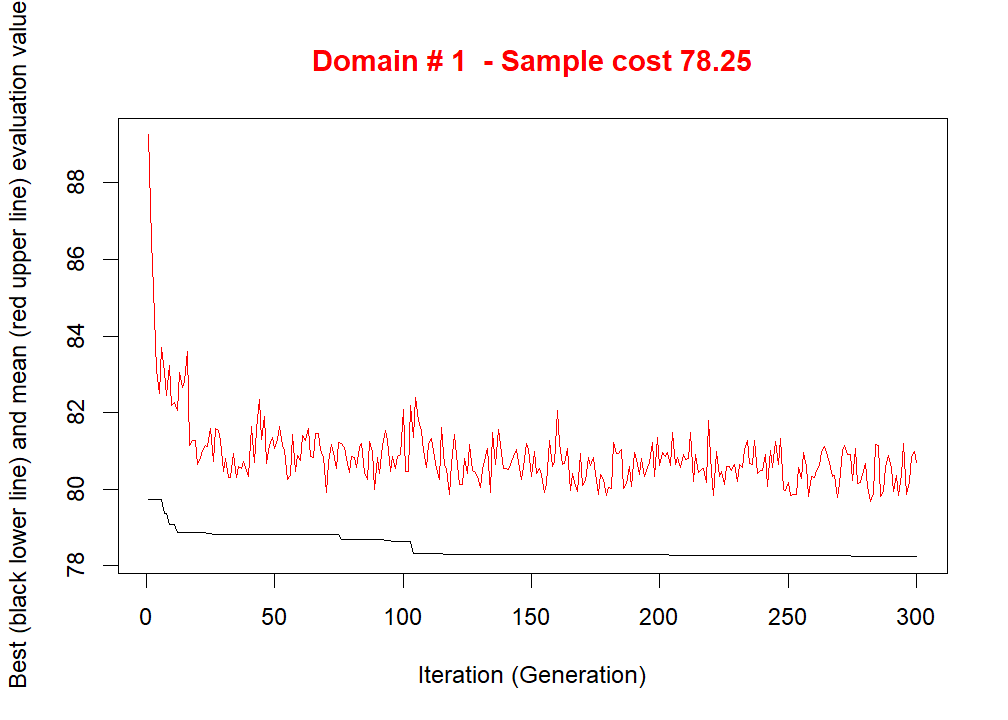 Domain # 1  - Sample cost 78.25
Best (black lower line) and mean (red upper line) evaluation value
88
86
84
82
80
78
0 50 100 150 200 250 300
Iteration (Generation)